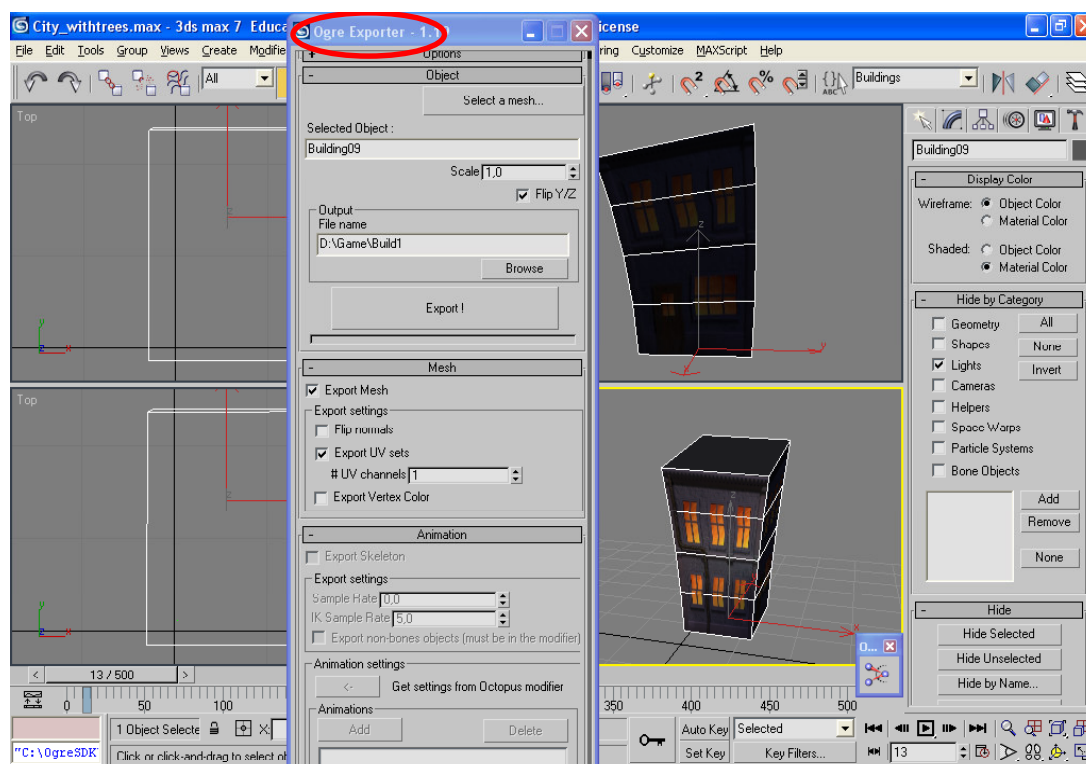 City_withtrees.max - 3ds max 7 Educa
icense
Ogre Exporter - 1.1
File Edit Tools Group Views Create Modifie
ring Customize MAXScript Help
All
ABC
Buildings
Options
Object
Select a mesh...
Selected Object :
Building09
Scale 1,0
Flip Y/Z
Output
File name
D:\Game\Build1
Browse
Export !
Mesh
Export Mesh
Export settings
Flip normals
Export UV sets
# UV channels 1
Export Vertex Color
Animation
Export Skeleton
Export settings
Sample Rate 0,0
IK Sample Rate 5,0
Export non-bones objects (must be in the modifier)
Animation settings
<- Get settings from Octopus modifier
Animations
Add Delete
Top
z
y
x
Top
z
y
x
z
y
x
z
y
x
Building09
Display Color
Wireframe: Object Color
Material Color
Shaded: Object Color
Material Color
Hide by Category
Geometry All
Shapes None
Lights Invert
Cameras
Helpers
Space Warps
Particle Systems
Bone Objects
Add
Remove
None
Hide
Hide Selected
Hide Unselected
Hide by Name...
O...
< 13 / 500 >
0 50 100 350 400 450 500
1 Object Selecte X:
"C:\OgreSDK
Click or click-and-drag to select ob
Auto Key Selected
Set Key Key Filters...
13